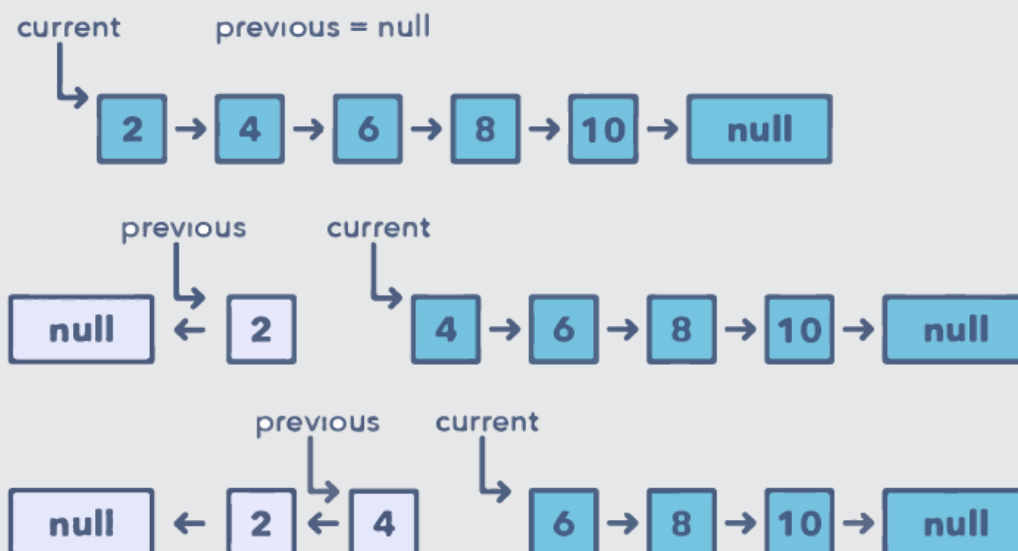 current previous = null
2 → 4 → 6 → 8 → 10 → null
previous current
null ← 2 4 → 6 → 8 → 10 → null
previous current
null ← 2 ← 4 6 → 8 → 10 → null